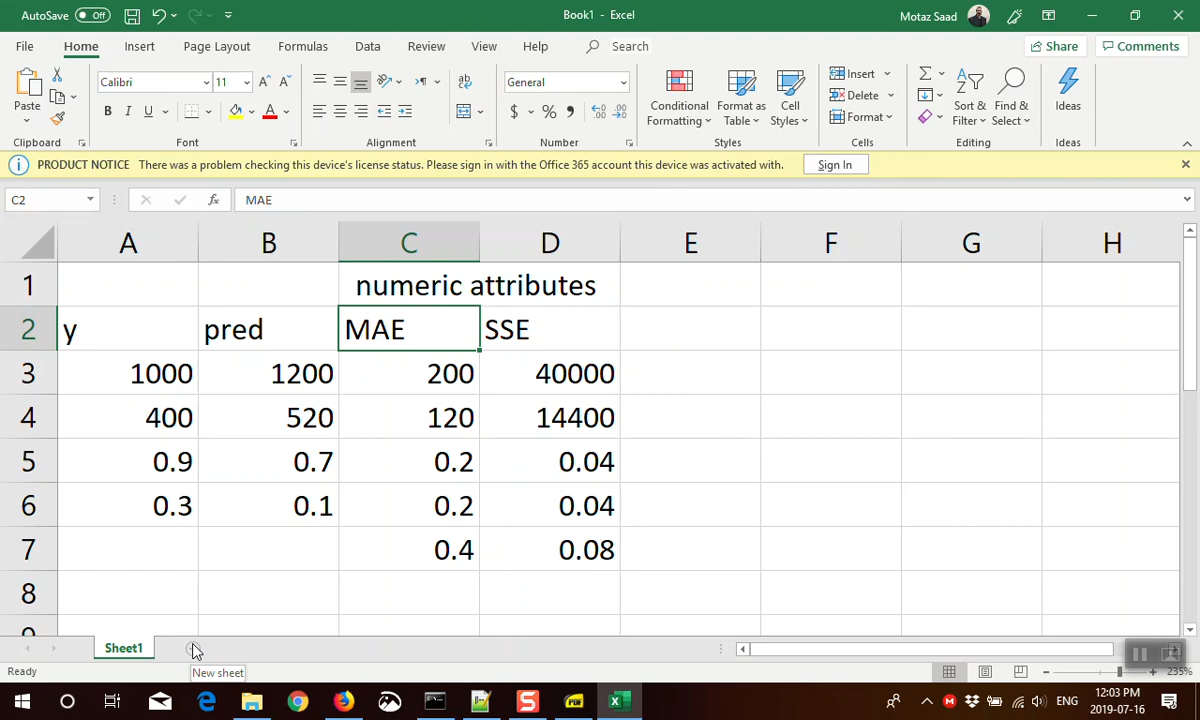 AutoSave Off Book1 - Excel Motaz Saad
File Home Insert Page Layout Formulas Data Review View Help Search Share Comments
Paste
Clipboard
Calibri 11
B I U A
Font
Alignment
General
$ % ,
Number
Conditional Formatting
Format as Table
Cell Styles
Styles
Insert
Delete
Format
Cells
Sort & Filter
Find & Select
Editing
Ideas
Ideas
PRODUCT NOTICE There was a problem checking this device's license status. Please sign in with the Office 365 account this device was activated with. Sign In
C2 fx MAE
A B C D E F G H
1 numeric attributes
2 y pred MAE SSE
3 1000 1200 200 40000
4 400 520 120 14400
5 0.9 0.7 0.2 0.04
6 0.3 0.1 0.2 0.04
7 0.4 0.08
8
9
Sheet1
Ready New sheet 235%
ENG 12:03 PM
2019-07-16